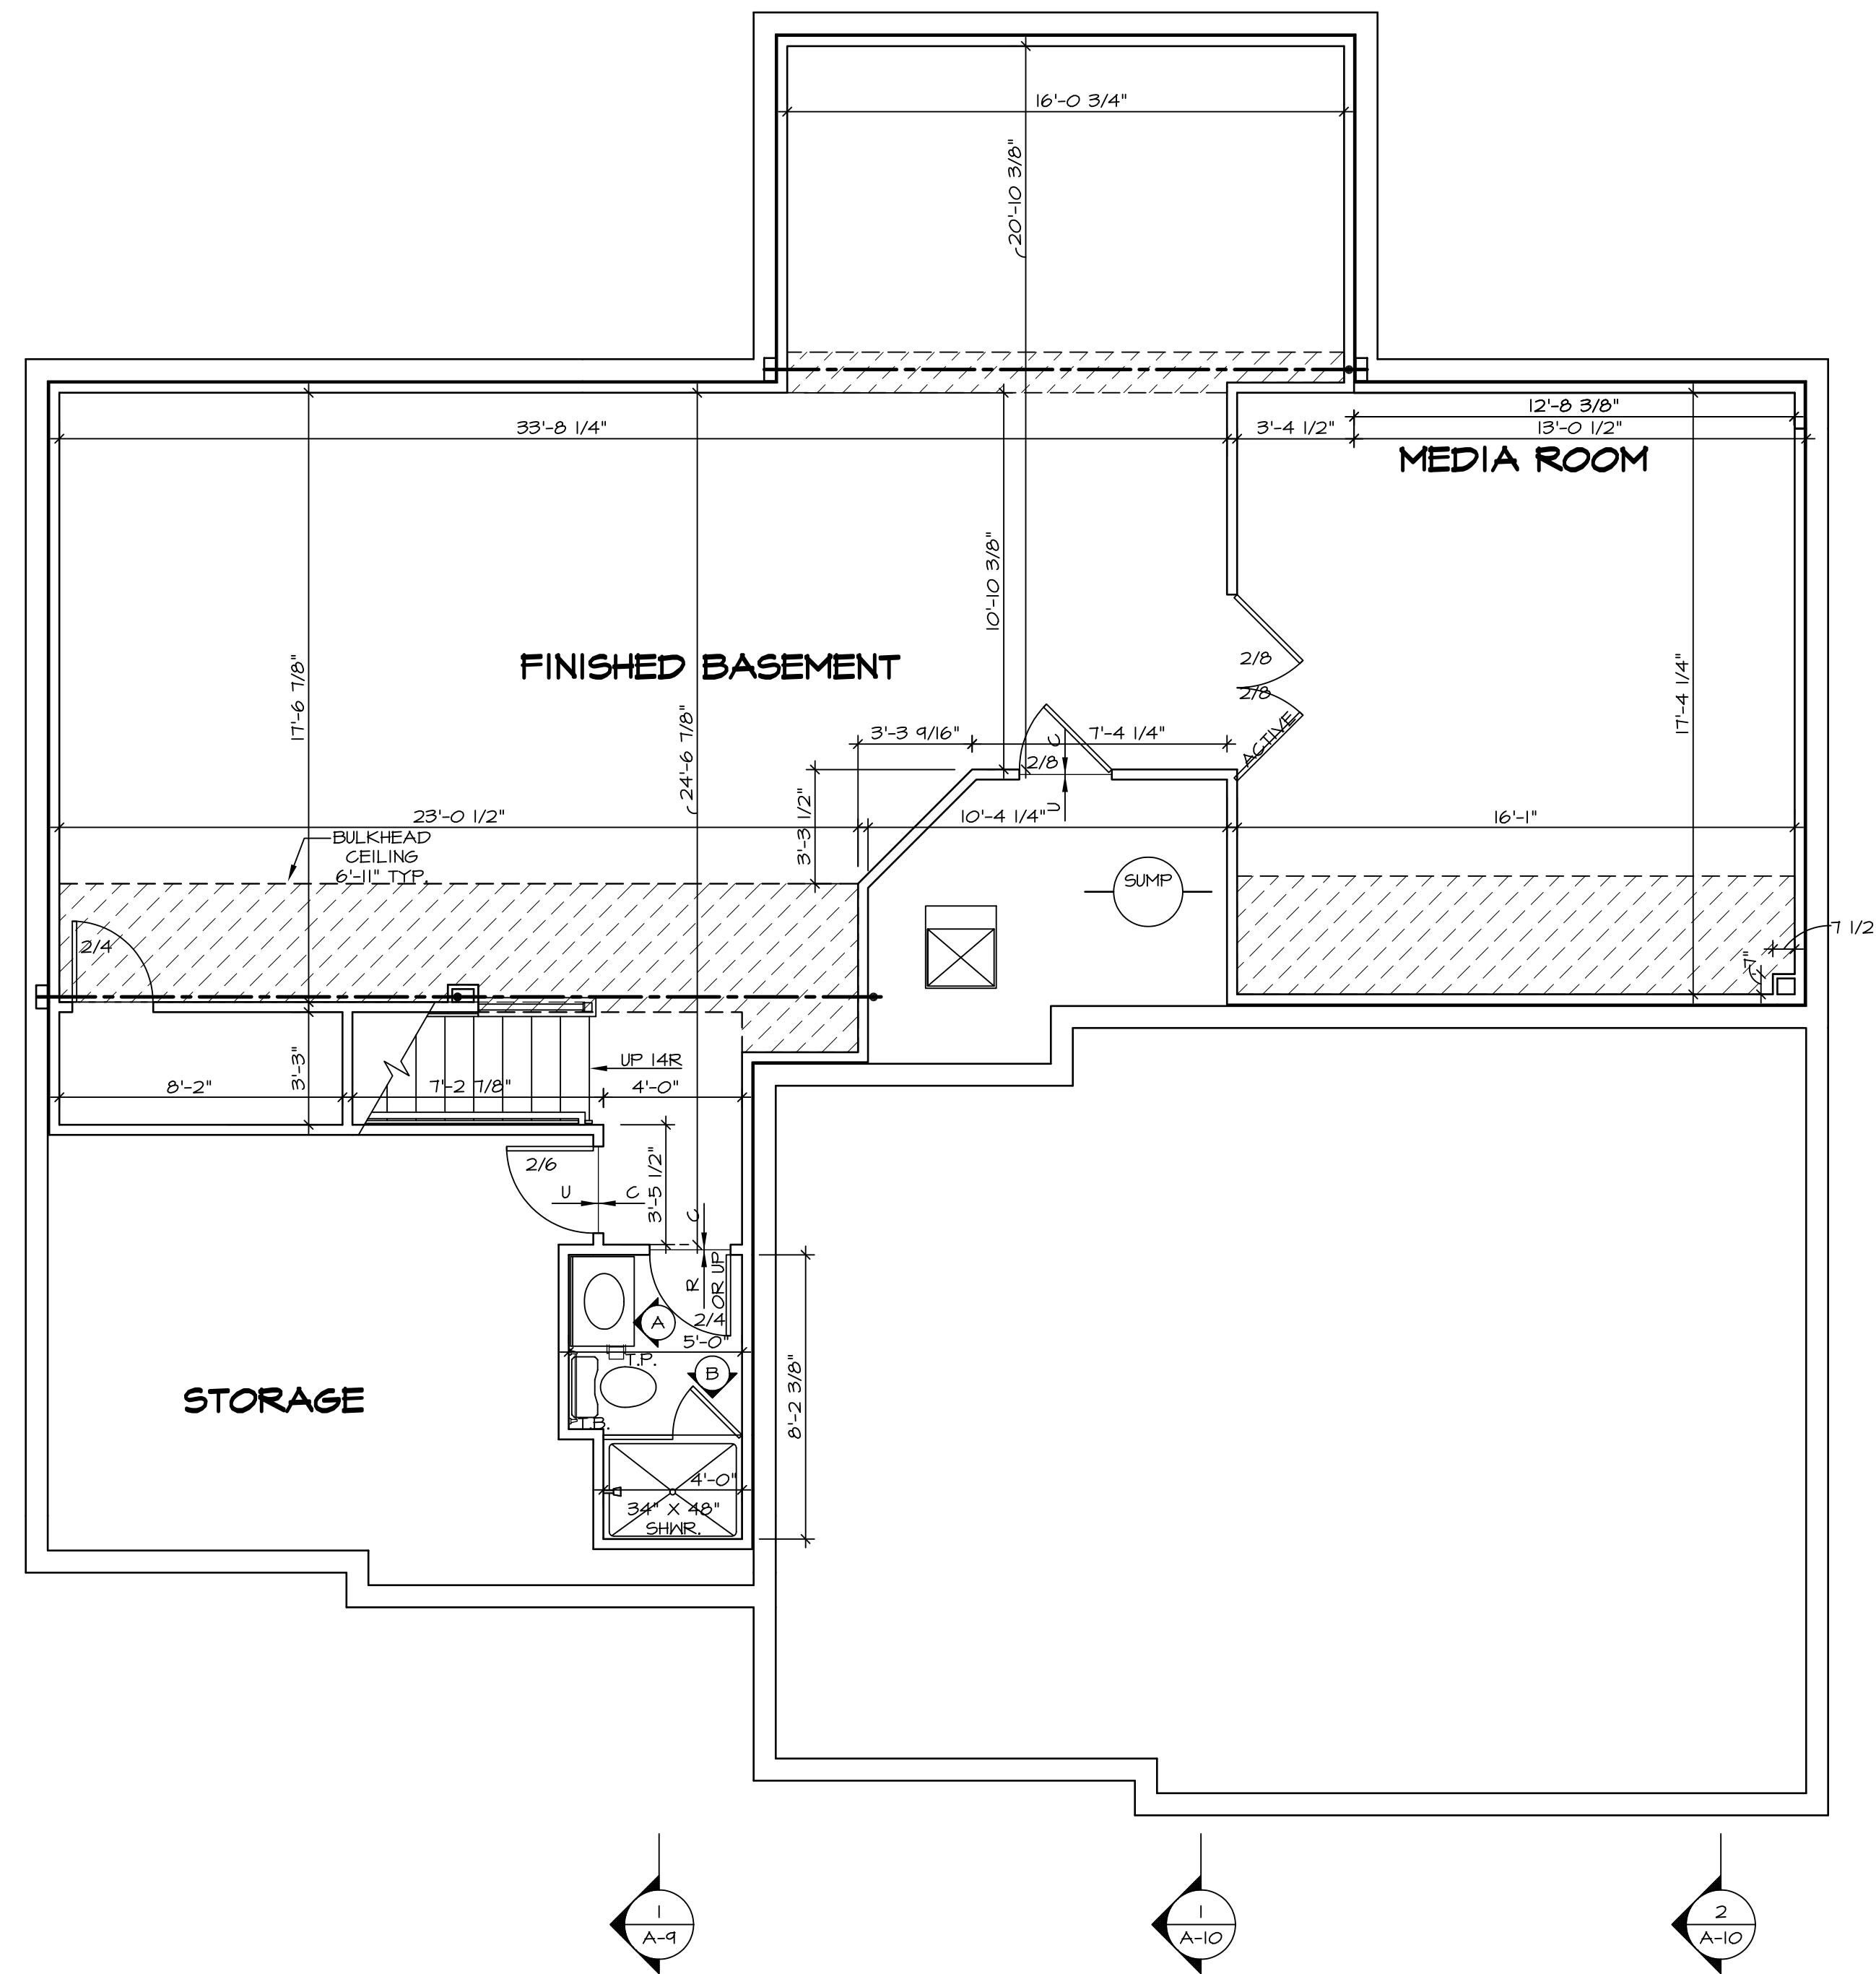 16'-0 3/4"
20'-10 3/8"
12'-8 3/8"
33'-8 1/4"
3'-4 1/2"
13'-0 1/2"
MEDIA ROOM
10'-10 3/8"
FINISHED BASEMENT
2/8
2/8
ACTIVE
17'-6 7/8"
24'-6 7/8"
17'-4 1/4"
3'-3 9/16"
C
7'-4 1/4"
2/8
U
3'-3 1/2"
23'-0 1/2"
10'-4 1/4"
16'-1"
BULKHEAD
CEILING
6'-11" TYP.
SUMP
2/4
7 1/2
7"
UP 14R
8'-2"
3'-3"
7'-2 7/8"
4'-0"
2/6
U
C
3'-5 1/2"
C
R
OR UP
A
2/4
5'-0"
T.P.
B
8'-2 3/8"
STORAGE
T.B.
4'-0"
34" X 48"
SHWR.
1
A-9
1
A-10
2
A-10